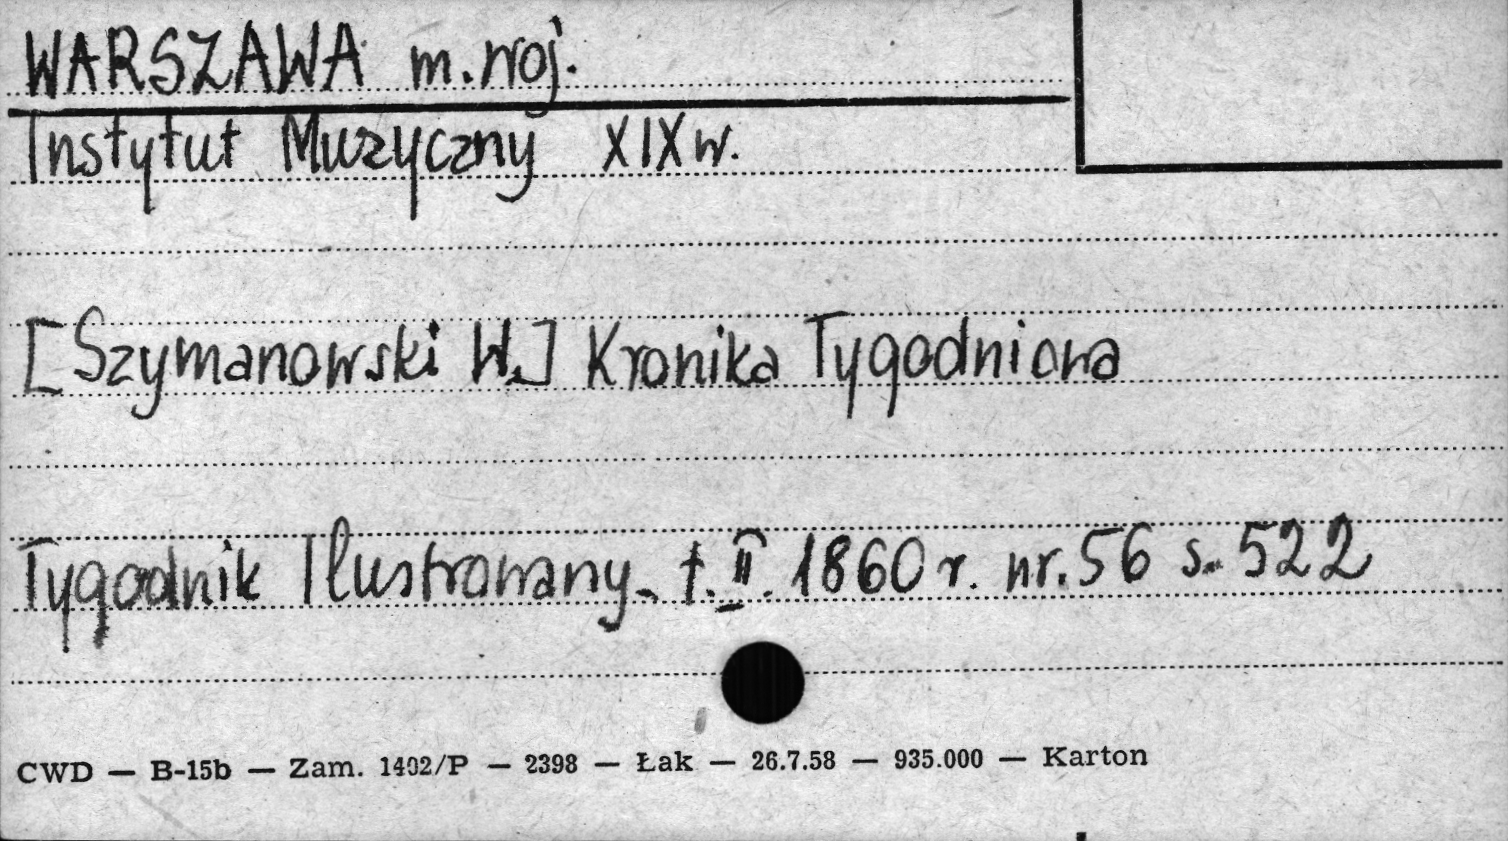 WARSZAWA m. woj.
Instytut Muzyczny XIX w.
[Szymanowski W.] Kronika Tygodniowa
Tygodnik Ilustrowany. t. II. 1860 r. nr. 56 s. 522
CWD — B-15b — Zam. 1402/P — 2398 — Łak — 26.7.58 — 935.000 — Karton